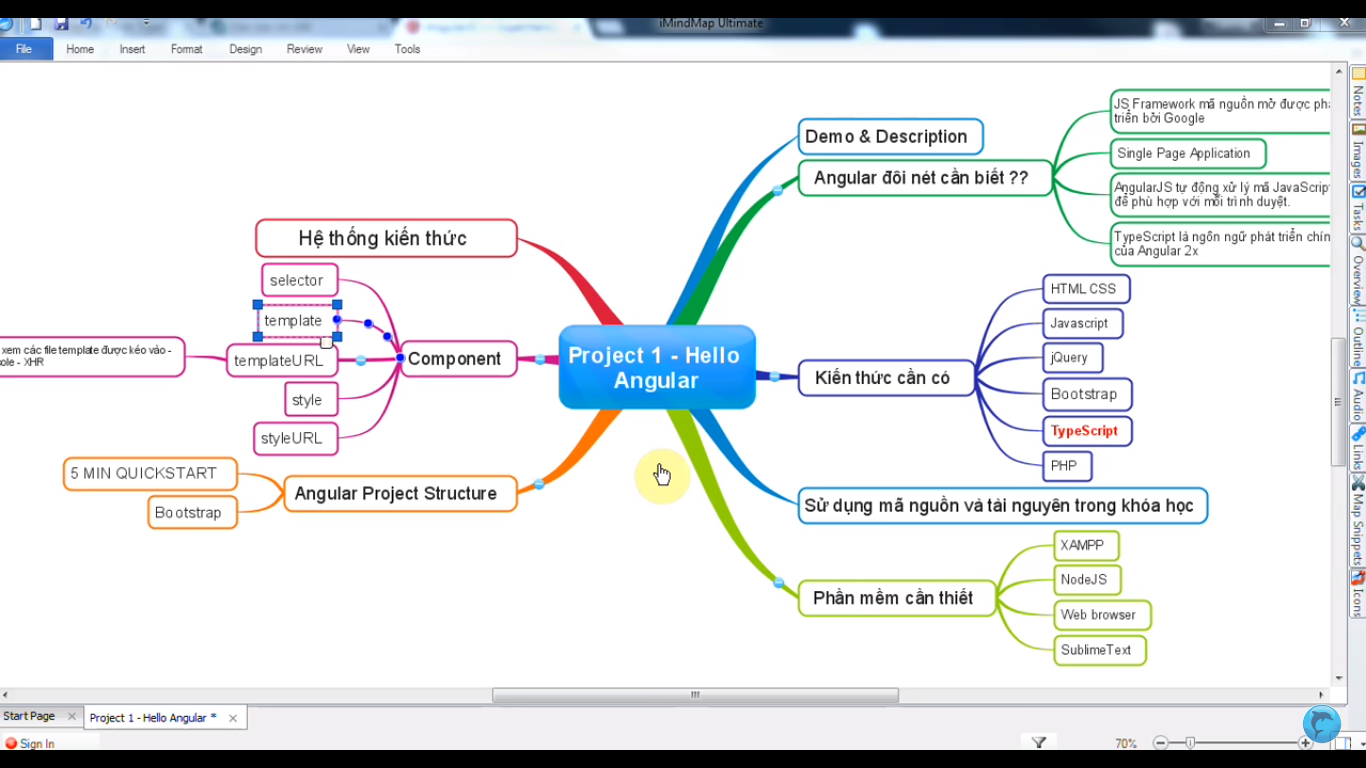 iMindMap Ultimate
File Home Insert Format Design Review View Tools
Demo & Description
Angular đôi nét cần biết ??
JS Framework mã nguồn mở được phá
triển bởi Google
Single Page Application
AngularJS tự động xử lý mã JavaScript
để phù hợp với mỗi trình duyệt.
TypeScript là ngôn ngữ phát triển chín
của Angular 2x
Hệ thống kiến thức
selector
template
templateURL
style
styleURL
xem các file template được kéo vào -
ole - XHR
Component
Project 1 - Hello
Angular
Kiến thức cần có
HTML CSS
Javascript
jQuery
Bootstrap
TypeScript
PHP
5 MIN QUICKSTART
Bootstrap
Angular Project Structure
Sử dụng mã nguồn và tài nguyên trong khóa học
Phần mềm cần thiết
XAMPP
NodeJS
Web browser
SublimeText
Notes
Images
Tasks
Overview
Outline
Audio
Links
Map Snippets
Icons
Start Page
Project 1 - Hello Angular *
Sign In
70%